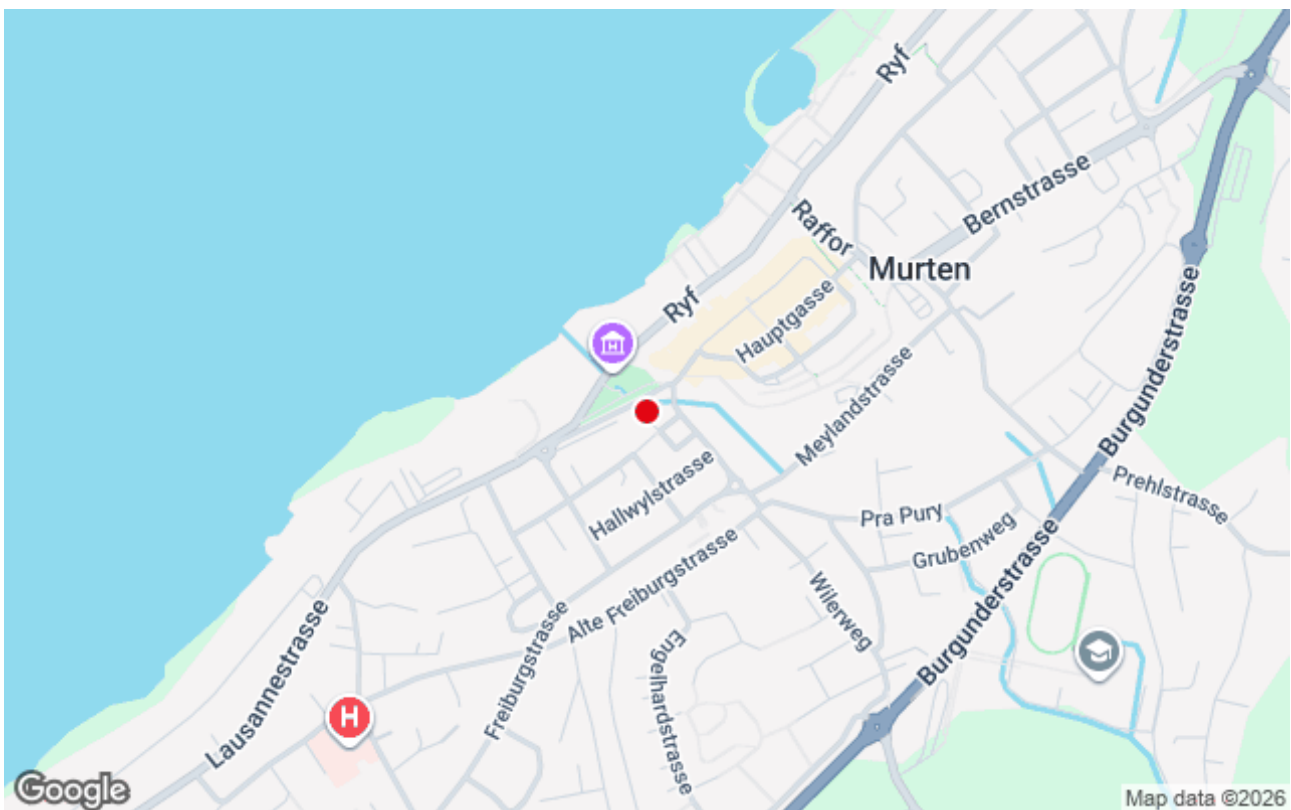 Ryf
Raffor
Bernstrasse
Murten
Ryf
Hauptgasse
Burgunderstrasse
Meylandstrasse
Prehlstrasse
Hallwylstrasse
Pra Pury
Grubenweg
Alte Freiburgstrasse
Wilerweg
Lausannestrasse
Freiburgstrasse
Engelhardstrasse
Burgunderstrasse
H
Google
Map data ©2026